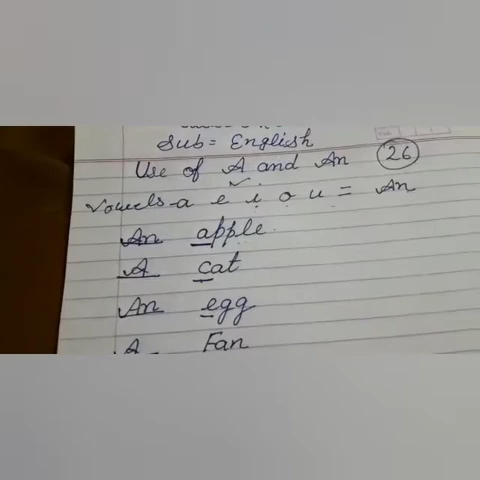 Sub = English
Use of A and An 26
Vowels - a e i o u = An
An apple
A cat
An egg
A Fan